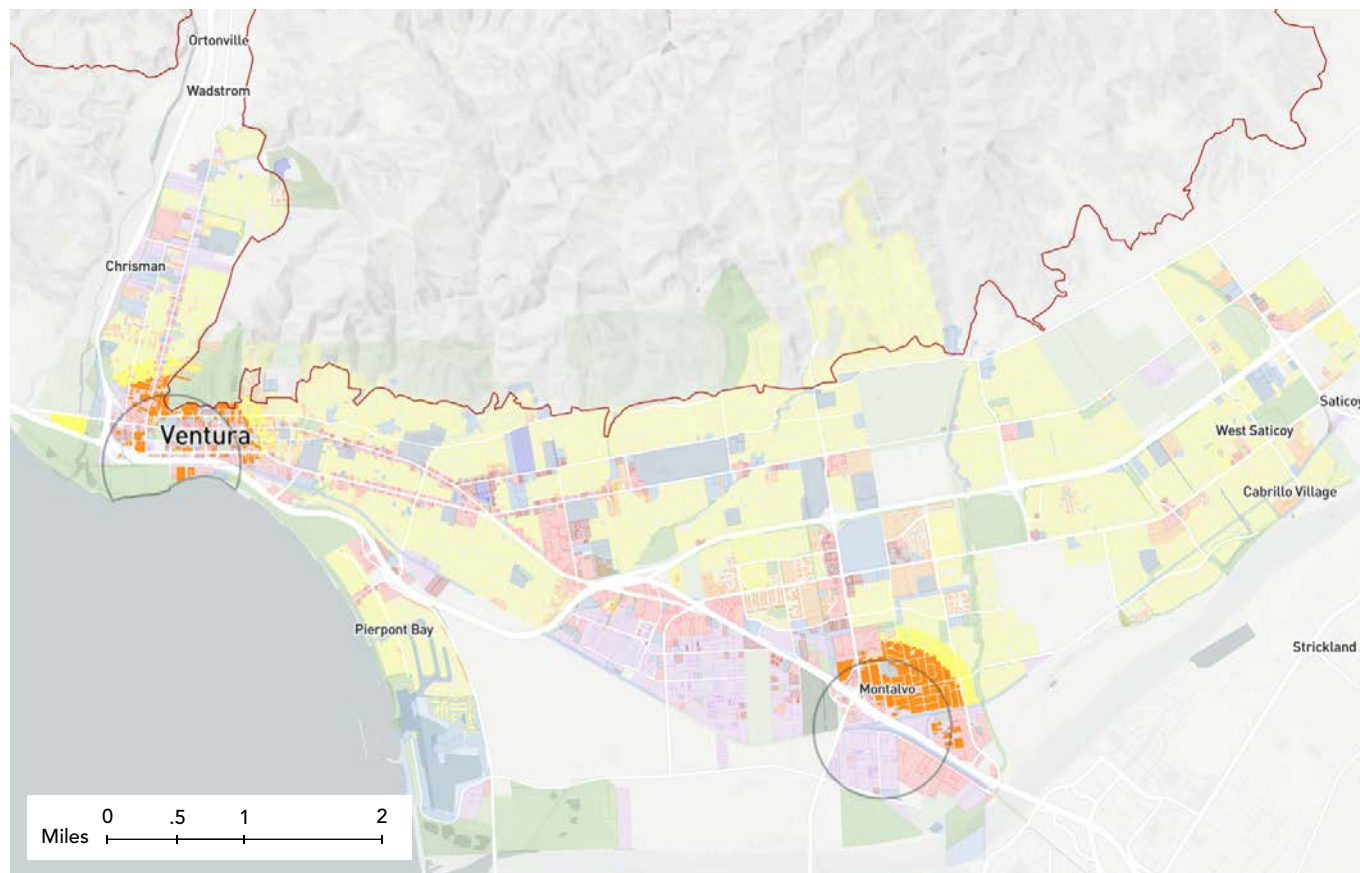 Ortonville
Wadstrom
Chrisman
Ventura
Saticoy
West Saticoy
Cabrillo Village
Pierpont Bay
Strickland
Montalvo
0 .5 1 2
Miles